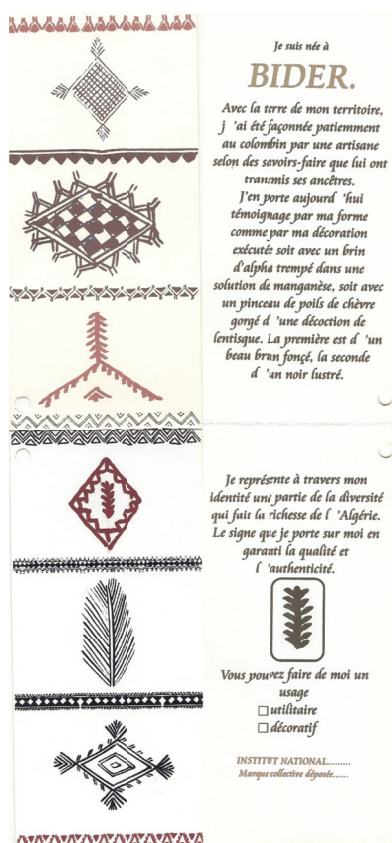 Je suis née à
BIDER.
Avec la terre de mon territoire,
j 'ai été façonnée patiemment
au colombin par une artisane
selon des savoirs-faire que lui ont
transmis ses ancêtres.
J'en porte aujourd 'hui
témoignage par ma forme
comme par ma décoration
exécutée soit avec un brin
d'alpha trempé dans une
solution de manganèse, soit avec
un pinceau de poils de chèvre
gorgé d 'une décoction de
lentisque. La première est d 'un
beau brun fonçé, la seconde
d 'un noir lustré.
Je représente à travers mon
identité une partie de la diversité
qui fait la richesse de l 'Algérie.
Le signe que je porte sur moi en
garanti la qualité et
l 'authenticité.
Vous pouvez faire de moi un
usage
utilitaire
décoratif
INSTITUT NATIONAL.........
Marque collective déposée......